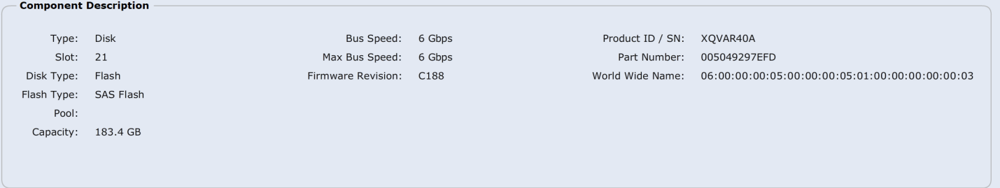 Component Description
Type: Disk Bus Speed: 6 Gbps Product ID / SN: XQVAR40A
Slot: 21 Max Bus Speed: 6 Gbps Part Number: 005049297EFD
Disk Type: Flash Firmware Revision: C188 World Wide Name: 06:00:00:00:05:00:00:00:05:01:00:00:00:00:00:03
Flash Type: SAS Flash
Pool:
Capacity: 183.4 GB